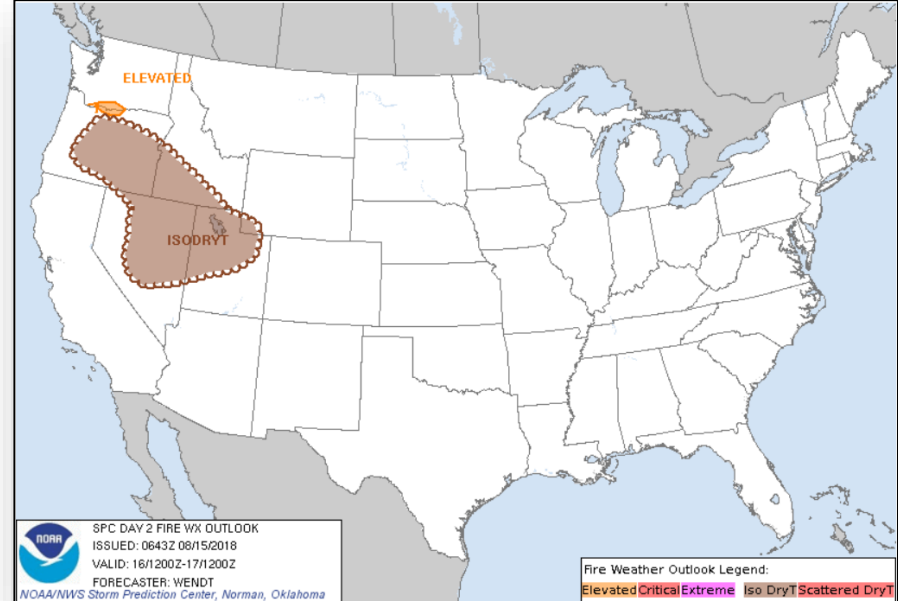 ELEVATED
ISODRYT
NOAA
SPC DAY 2 FIRE WX OUTLOOK
ISSUED: 0643Z 08/15/2018
VALID: 16/1200Z-17/1200Z
FORECASTER: WENDT
NOAA/NWS Storm Prediction Center, Norman, Oklahoma
Fire Weather Outlook Legend:
Elevated Critical Extreme Iso DryT Scattered DryT